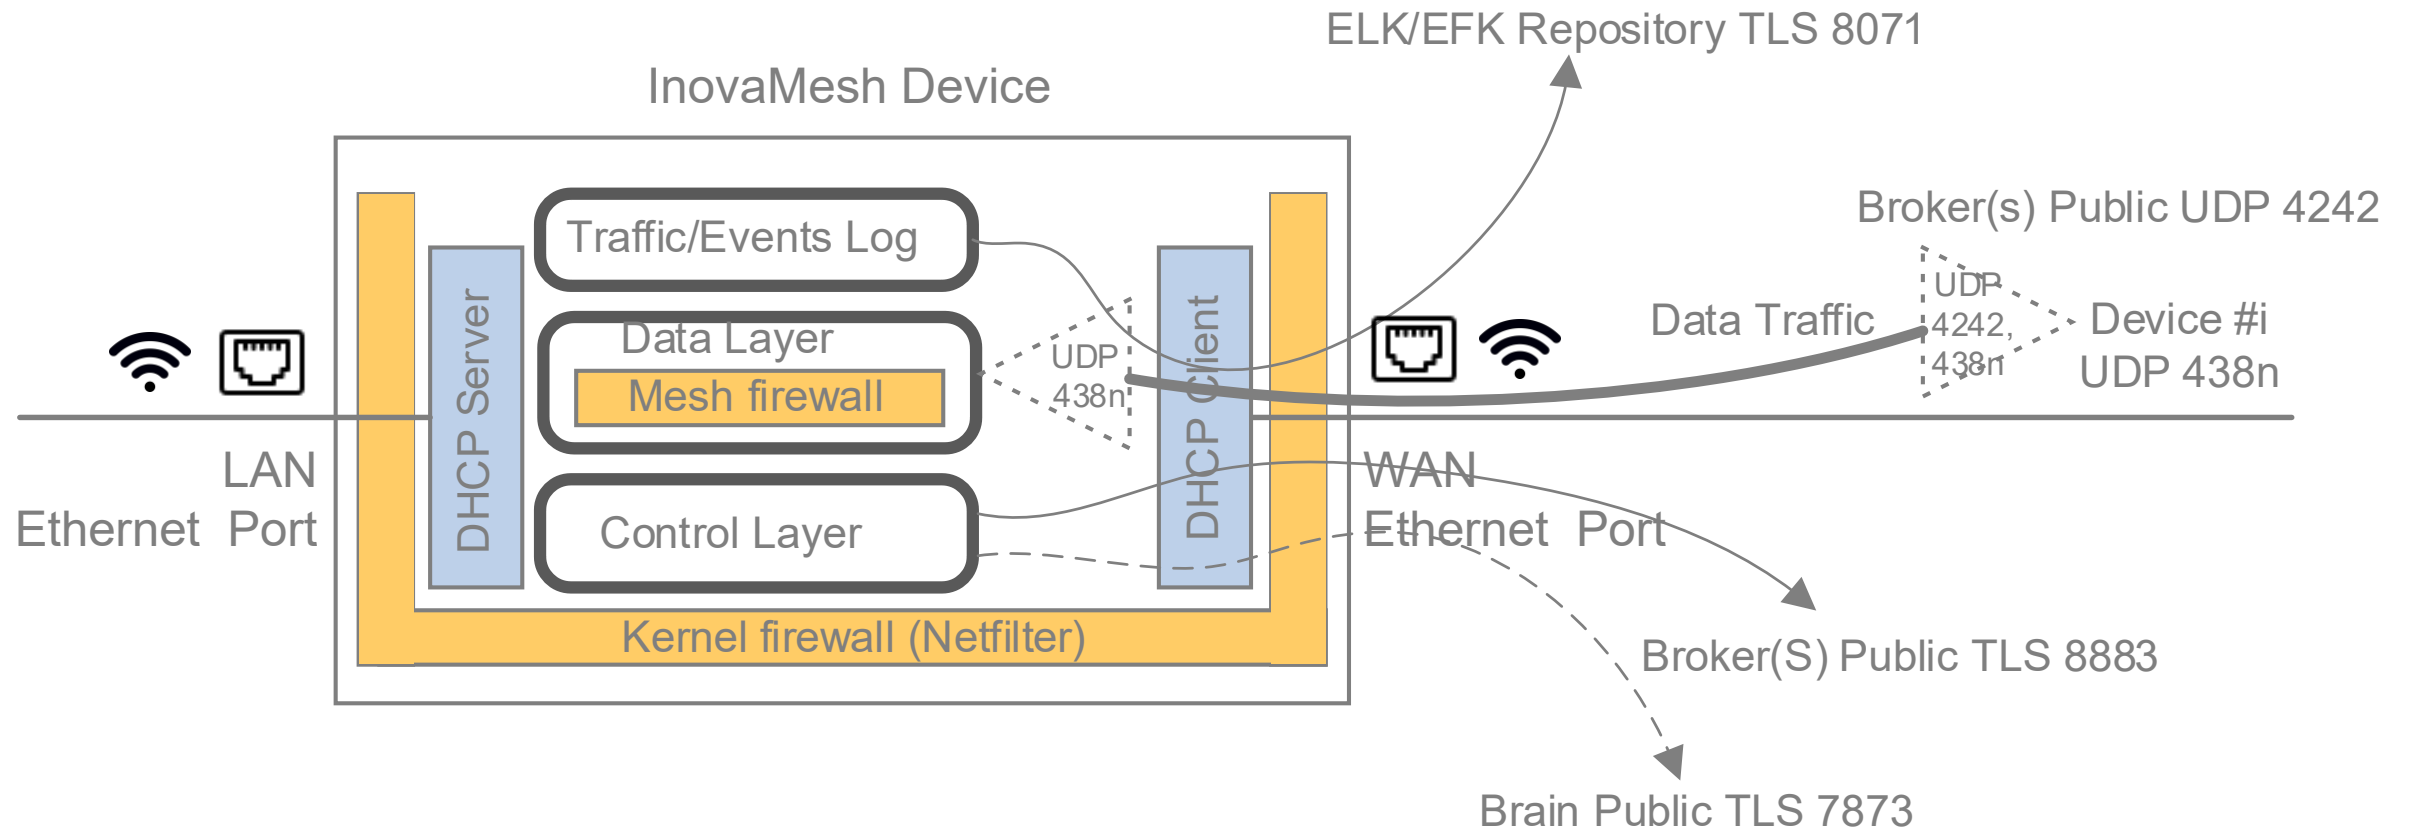 ELK/EFK Repository TLS 8071
InovaMesh Device
Broker(s) Public UDP 4242
Traffic/Events Log
Data Layer
Mesh firewall
Control Layer
DHCP Server
DHCP Client
Kernel firewall (Netfilter)
UDP
438n
Data Traffic
UDP
4242,
438n
Device #i
UDP 438n
LAN
Ethernet Port
WAN
Ethernet Port
Broker(S) Public TLS 8883
Brain Public TLS 7873